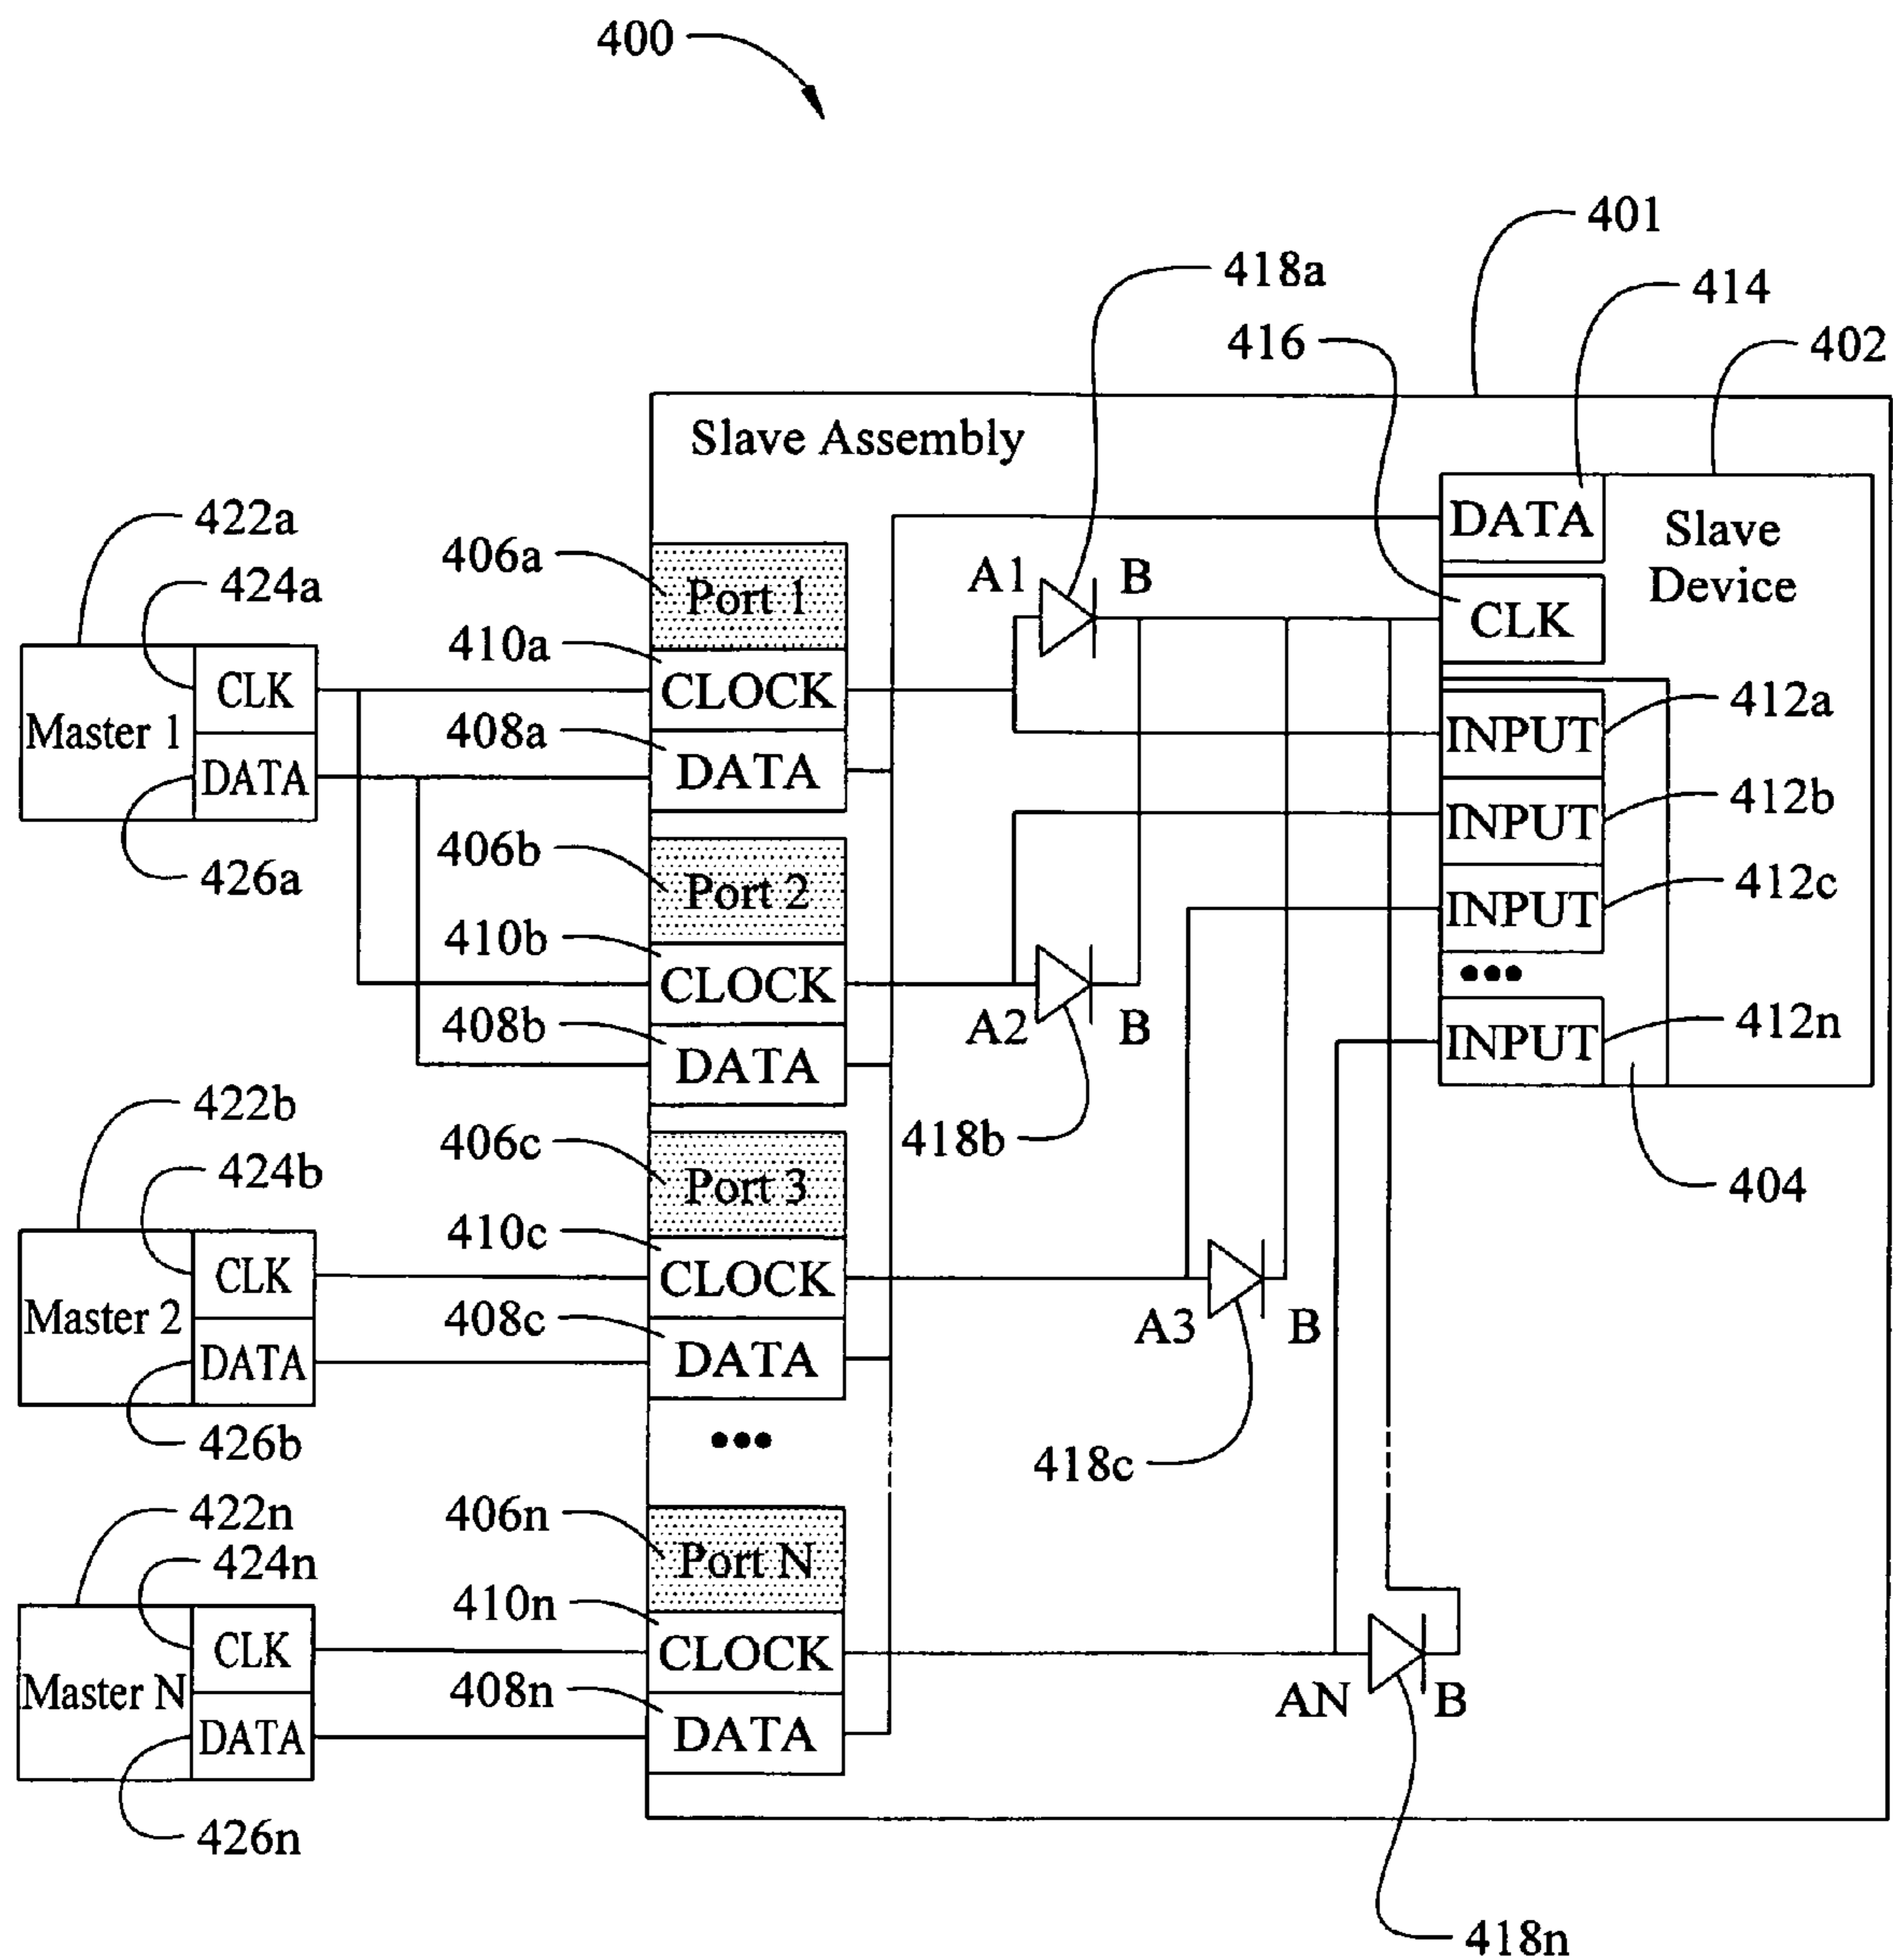 400
401
418a
414
416
402
Slave Assembly
422a
DATA
Slave
Device
406a
424a
Port 1
A1
B
CLK
410a
CLK
CLOCK
INPUT
412a
Master 1
408a
DATA
DATA
406b
INPUT
412b
426a
Port 2
INPUT
412c
410b
CLOCK
•••
408b
A2
B
INPUT
412n
DATA
422b
406c
418b
424b
Port 3
404
410c
CLK
CLOCK
Master 2
408c
A3
B
DATA
DATA
426b
•••
418c
422n
406n
424n
Port N
410n
CLK
CLOCK
Master N
408n
AN
B
DATA
DATA
426n
418n